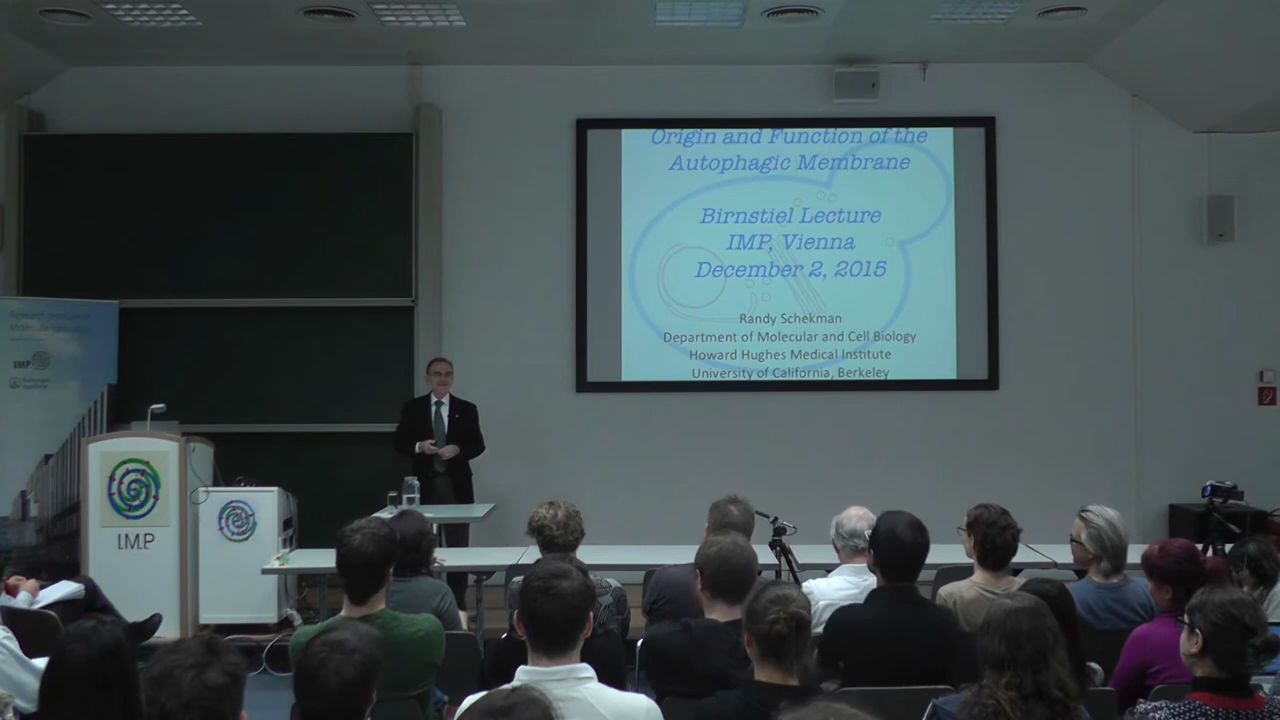 Origin and Function of the
Autophagic Membrane
Birnstiel Lecture
IMP, Vienna
December 2, 2015
Randy Schekman
Department of Molecular and Cell Biology
Howard Hughes Medical Institute
University of California, Berkeley
IMP
I.M.P